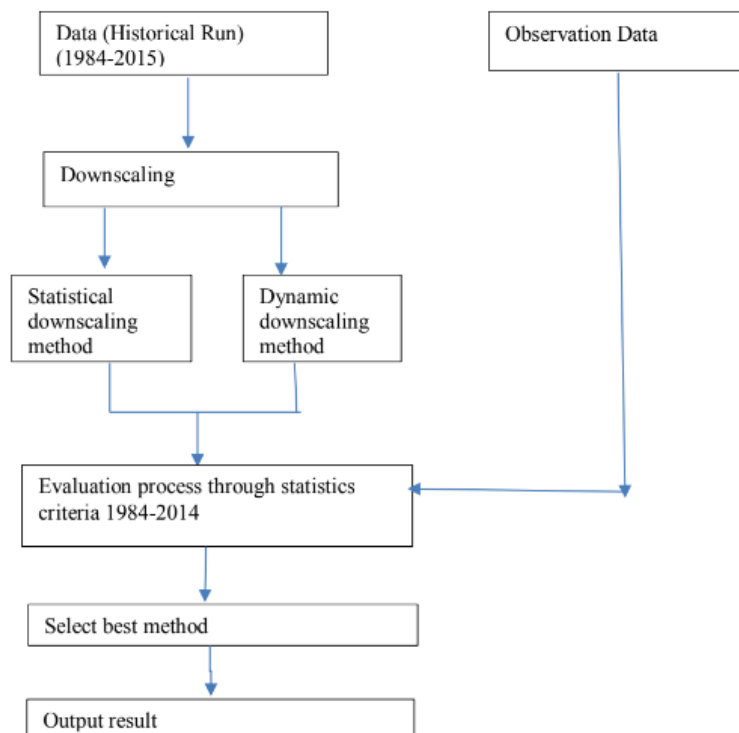 Data (Historical Run)
(1984-2015)
Observation Data
Downscaling
Statistical
downscaling
method
Dynamic
downscaling
method
Evaluation process through statistics
criteria 1984-2014
Select best method
Output result